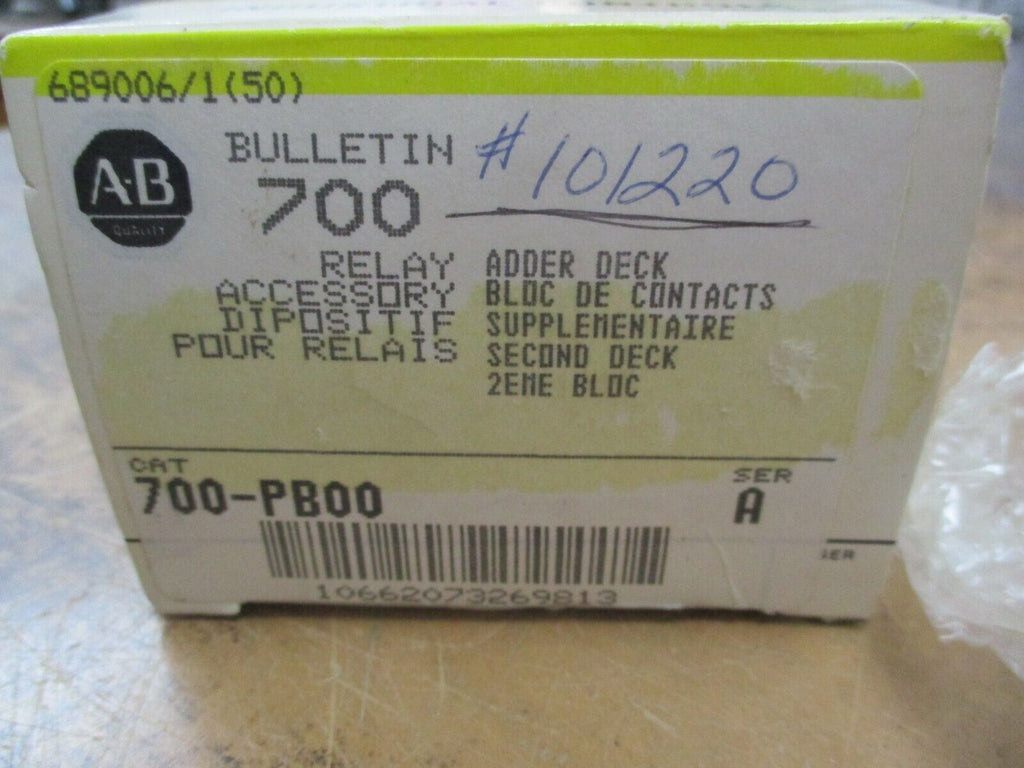 689006/1(50)
A-B
QUALITY
BULLETIN
700
#101220
RELAY
ACCESSORY
DIPOSITIF
POUR RELAIS
ADDER DECK
BLOC DE CONTACTS
SUPPLEMENTAIRE
SECOND DECK
2EME BLOC
CAT
700-PB00
SER
A
IER
10662073269813